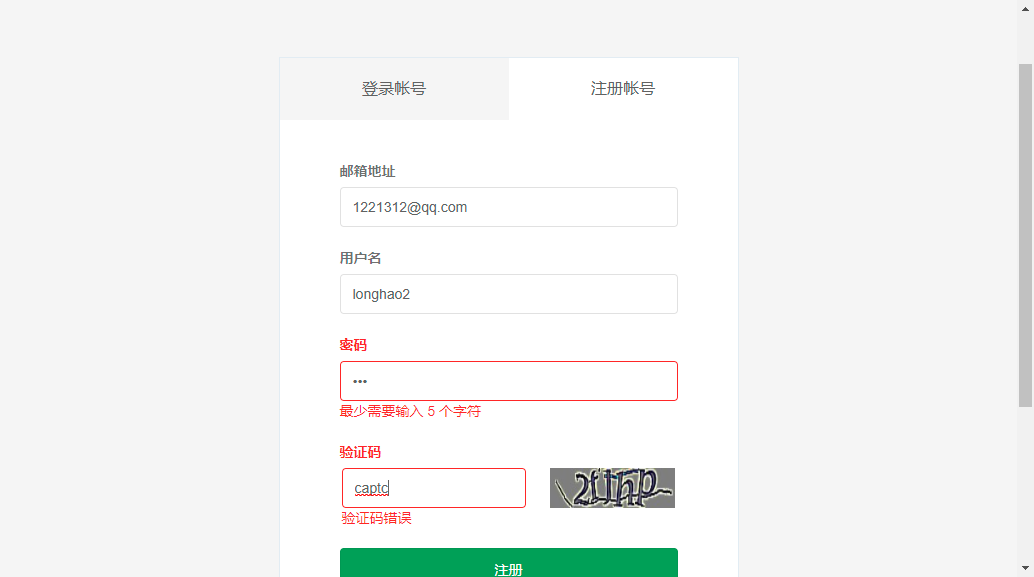 登录帐号 注册帐号
邮箱地址
1221312@qq.com
用户名
longhao2
密码
•••
最少需要输入 5 个字符
验证码
captc
验证码错误
注册